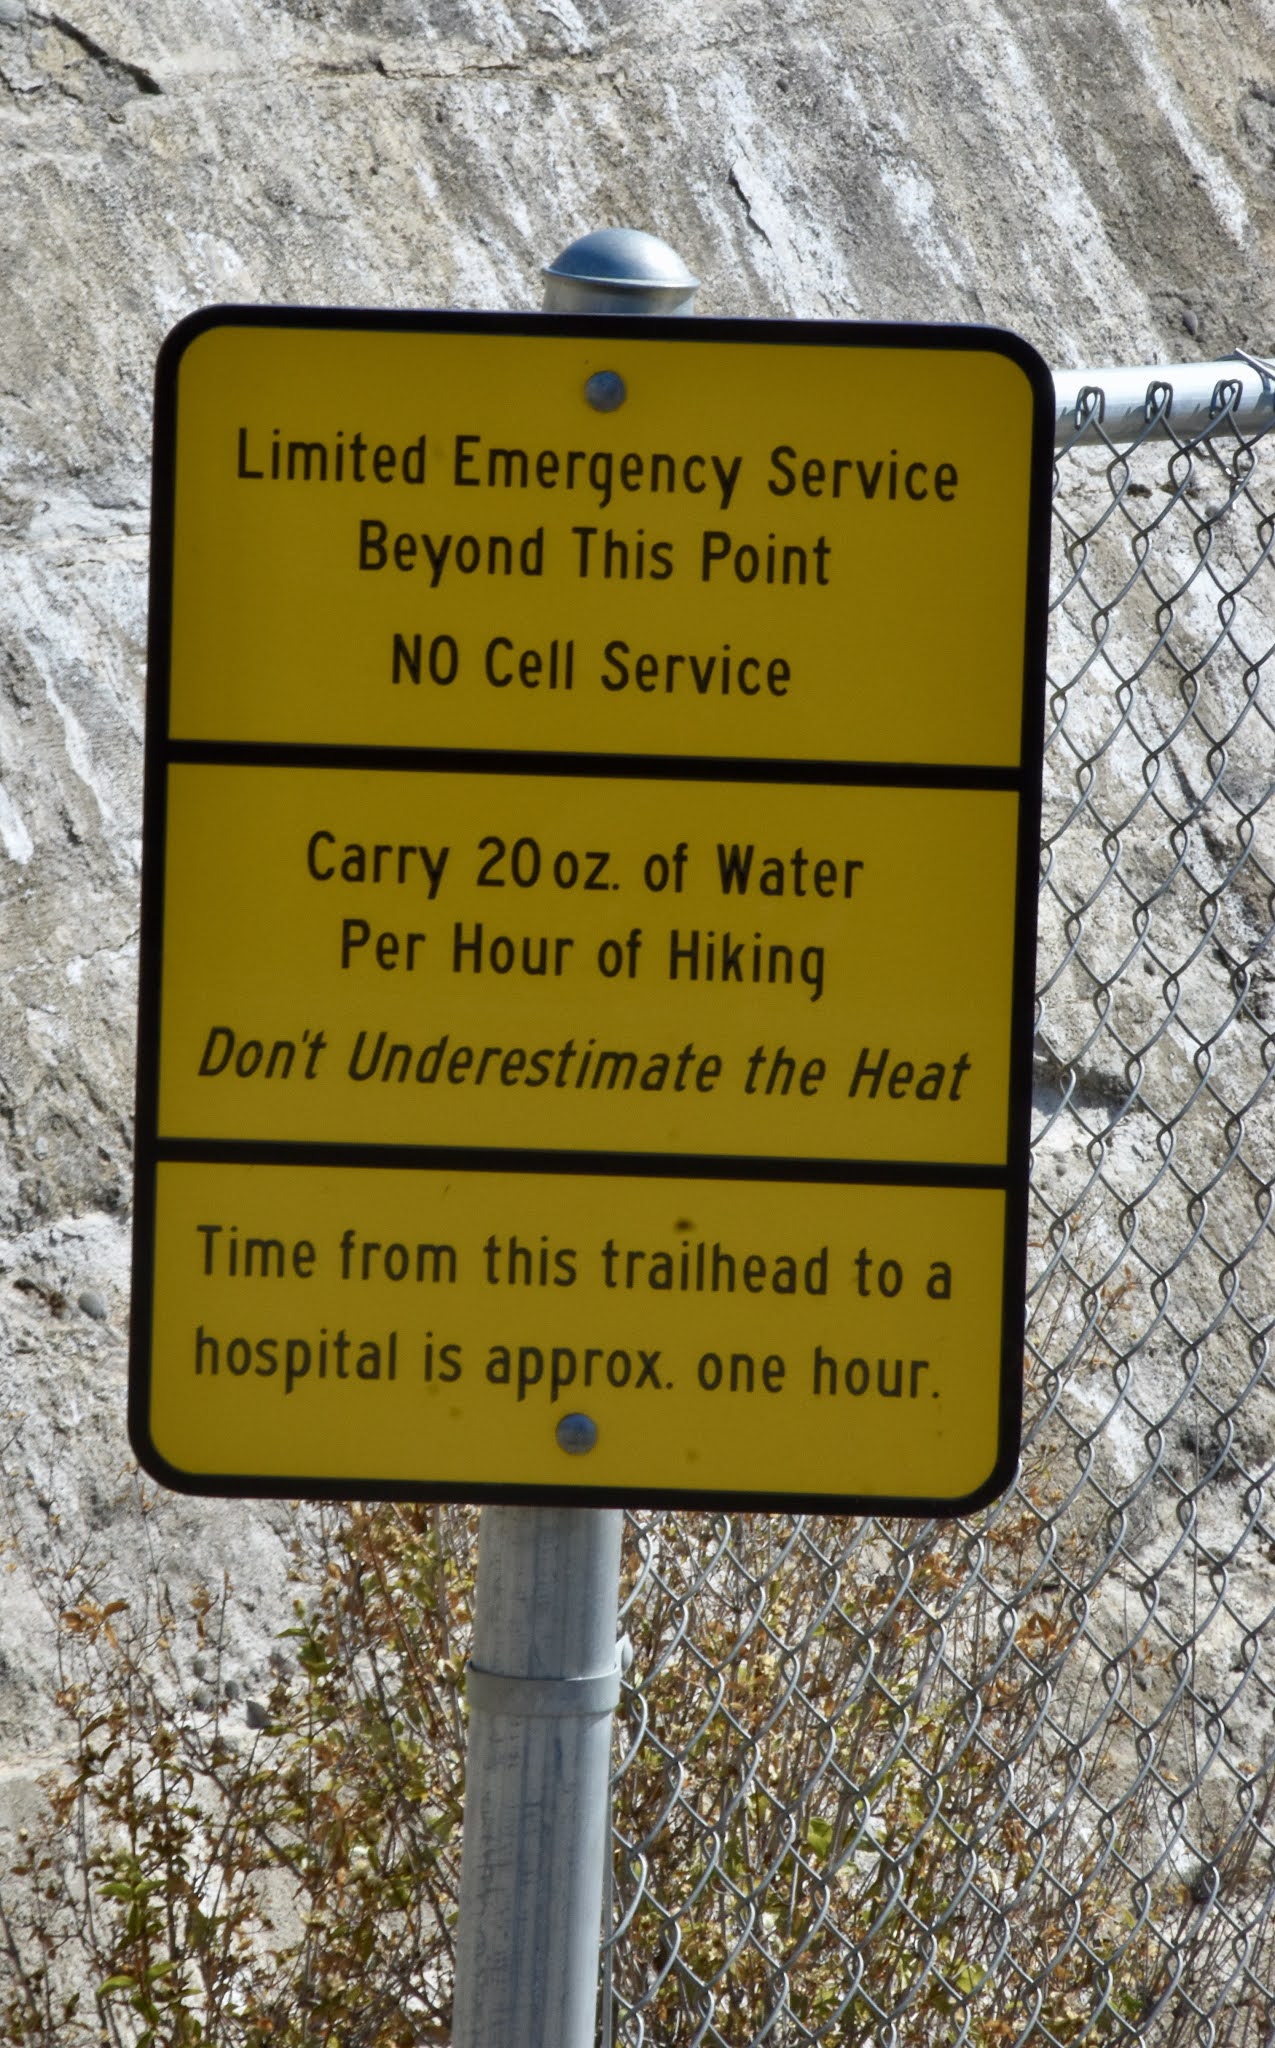 Limited Emergency Service
Beyond This Point
NO Cell Service
Carry 20 oz. of Water
Per Hour of Hiking
Don't Underestimate the Heat
Time from this trailhead to a
hospital is approx. one hour.